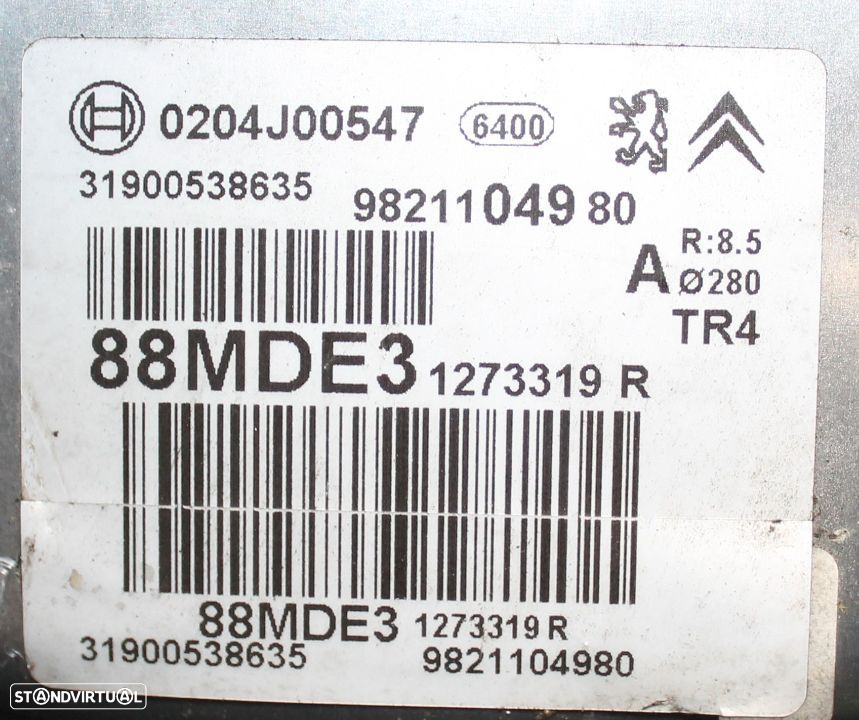 0204J00547 6400
31900538635 9821104980
R:8.5
A Ø280
TR4
88MDE3 1273319 R
88MDE3 1273319 R
31900538635 9821104980
STANDVIRTUAL